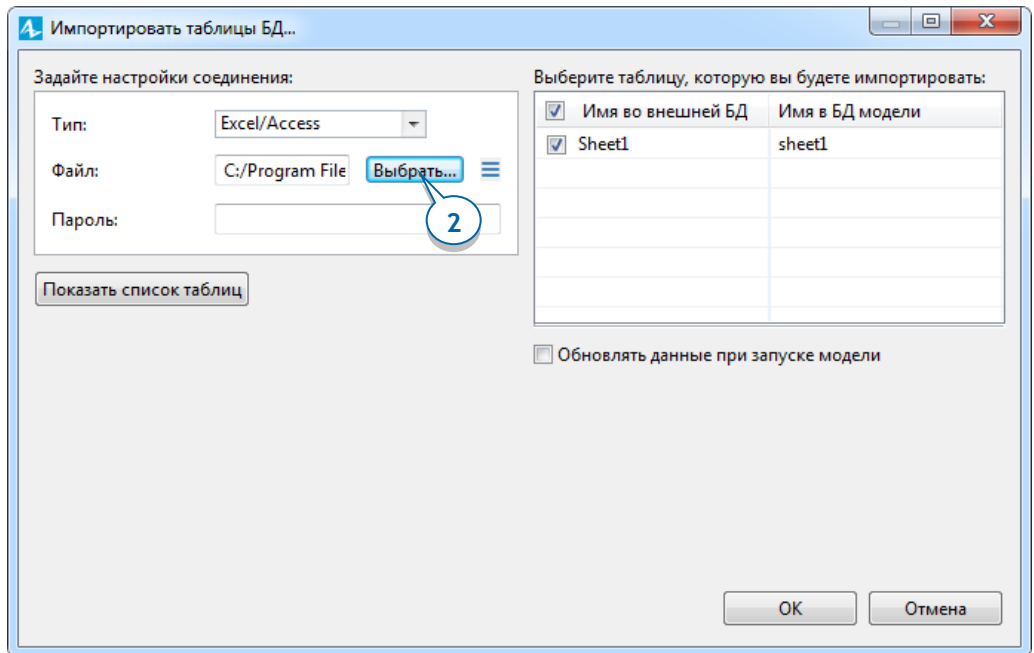 Импортировать таблицы БД...
Задайте настройки соединения:
Тип:
Excel/Access
Файл:
C:/Program File
Выбрать...
2
Пароль:
Показать список таблиц
Выберите таблицу, которую вы будете импортировать:
Имя во внешней БД
Имя в БД модели
Sheet1
sheet1
Обновлять данные при запуске модели
OK
Отмена